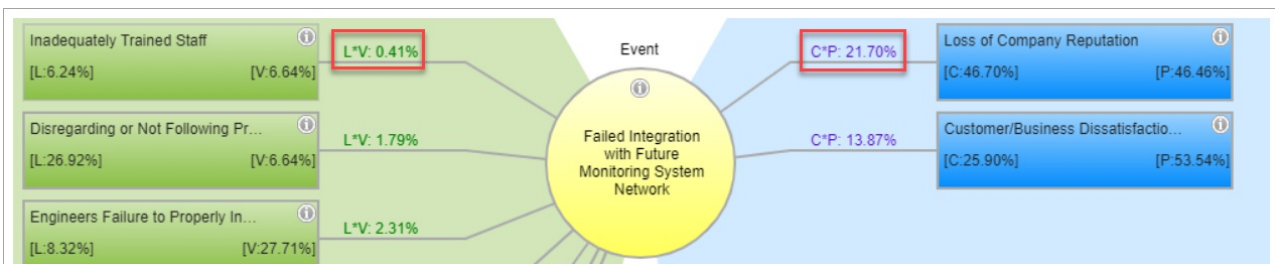 Inadequately Trained Staff
[L:6.24%] [V:6.64%]
L*V: 0.41%
Disregarding or Not Following Pr...
[L:26.92%] [V:6.64%]
L*V: 1.79%
Engineers Failure to Properly In...
[L:8.32%] [V:27.71%]
L*V: 2.31%
Event
Failed Integration
with Future
Monitoring System
Network
C*P: 21.70%
Loss of Company Reputation
[C:46.70%] [P:46.46%]
C*P: 13.87%
Customer/Business Dissatisfactio...
[C:25.90%] [P:53.54%]